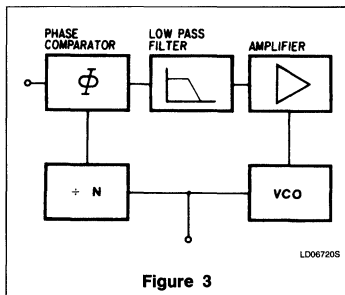 PHASE
COMPARATOR
LOW PASS
FILTER
AMPLIFIER
Φ
÷ N
VCO
LD06720S
Figure 3